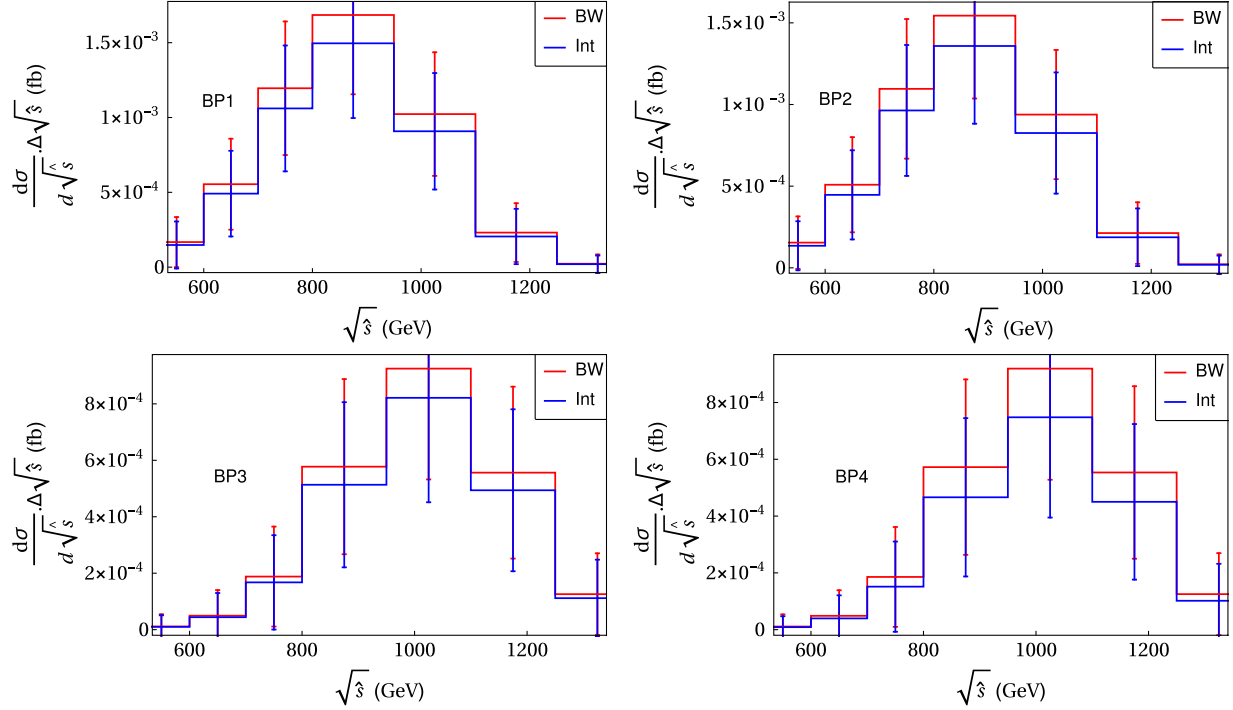 BW
Int
BP1
1.5×10⁻³
1.×10⁻³
5×10⁻⁴
0
dσ/d√ŝ .Δ√ŝ (fb)
600 800 1000 1200
√ŝ (GeV)
BW
Int
BP2
1.5×10⁻³
1.×10⁻³
5×10⁻⁴
0
dσ/d√ŝ .Δ√ŝ (fb)
600 800 1000 1200
√ŝ (GeV)
BW
Int
BP3
8×10⁻⁴
6×10⁻⁴
4×10⁻⁴
2×10⁻⁴
0
dσ/d√ŝ .Δ√ŝ (fb)
600 800 1000 1200
√ŝ (GeV)
BW
Int
BP4
8×10⁻⁴
6×10⁻⁴
4×10⁻⁴
2×10⁻⁴
0
dσ/d√ŝ .Δ√ŝ (fb)
600 800 1000 1200
√ŝ (GeV)